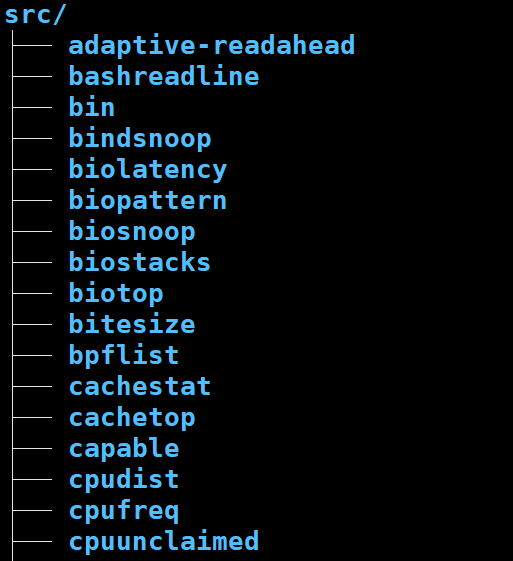 src/
adaptive-readahead
bashreadline
bin
bindsnoop
biolatency
biopattern
biosnoop
biostacks
biotop
bitesize
bpflist
cachestat
cachetop
capable
cpudist
cpufreq
cpuunclaimed